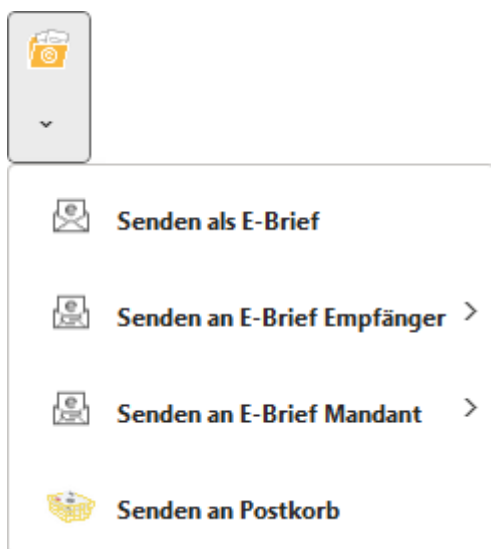 Senden als E-Brief
Senden an E-Brief Empfänger
Senden an E-Brief Mandant
Senden an Postkorb